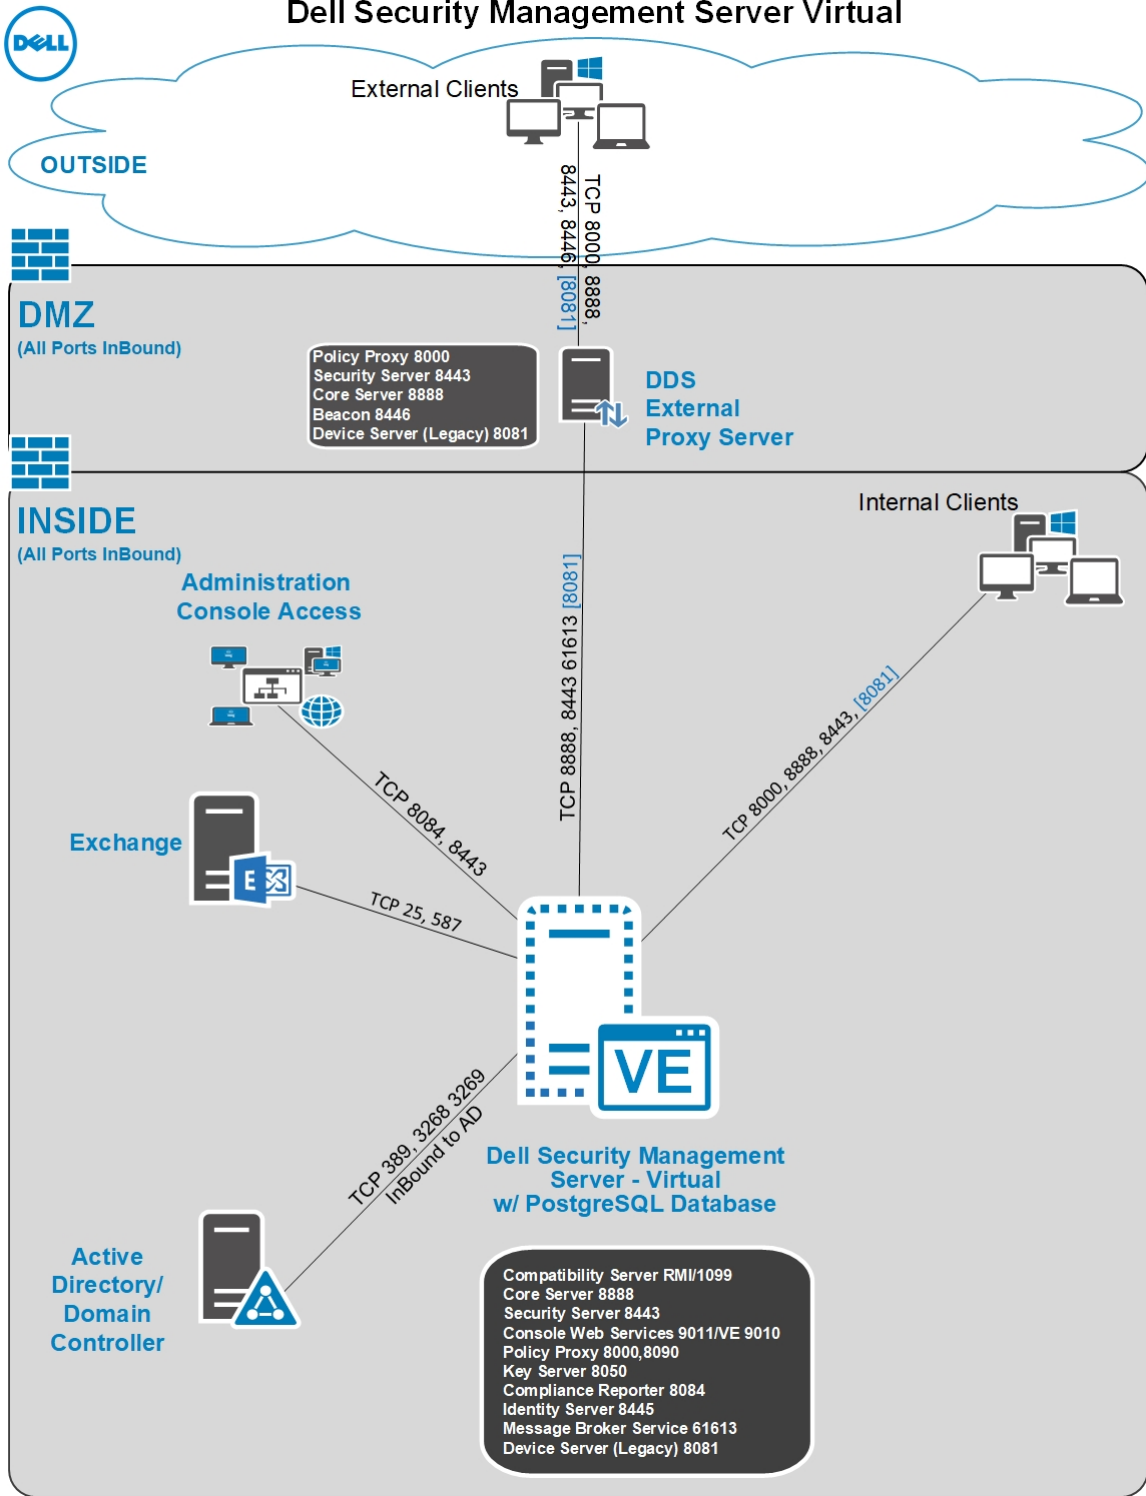 Dell Security Management Server Virtual
DELL
External Clients
OUTSIDE
TCP 8000, 8888,
8443, 8446, [8081]
DMZ
(All Ports InBound)
Policy Proxy 8000
Security Server 8443
Core Server 8888
Beacon 8446
Device Server (Legacy) 8081
DDS
External
Proxy Server
INSIDE
(All Ports InBound)
Internal Clients
Administration
Console Access
TCP 8888, 8443 61613 [8081]
TCP 8000, 8888, 8443, [8081]
TCP 8084, 8443
Exchange
E
TCP 25, 587
VE
TCP 389, 3268 3269
InBound to AD
Dell Security Management
Server - Virtual
w/ PostgreSQL Database
Active
Directory/
Domain
Controller
Compatibility Server RMI/1099
Core Server 8888
Security Server 8443
Console Web Services 9011/VE 9010
Policy Proxy 8000,8090
Key Server 8050
Compliance Reporter 8084
Identity Server 8445
Message Broker Service 61613
Device Server (Legacy) 8081